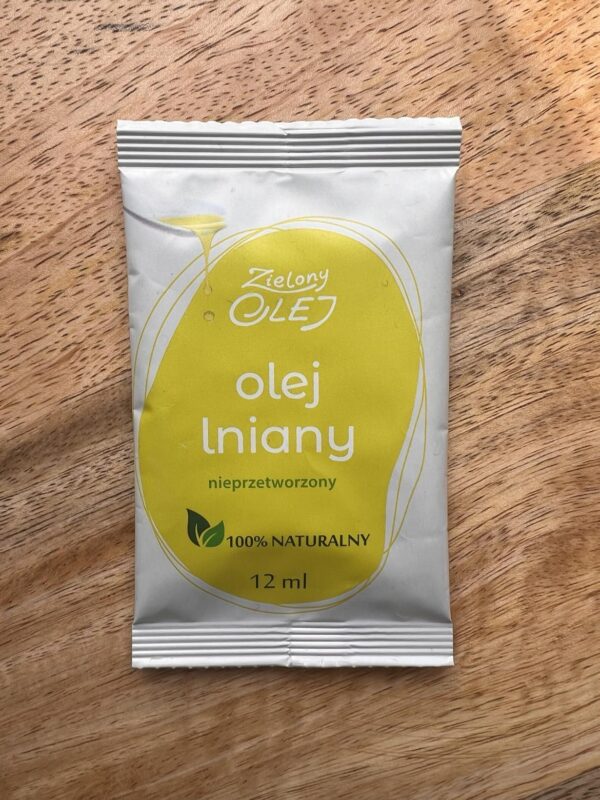 Zielony
OLEJ
olej
lniany
nieprzetworzony
100% NATURALNY
12 ml